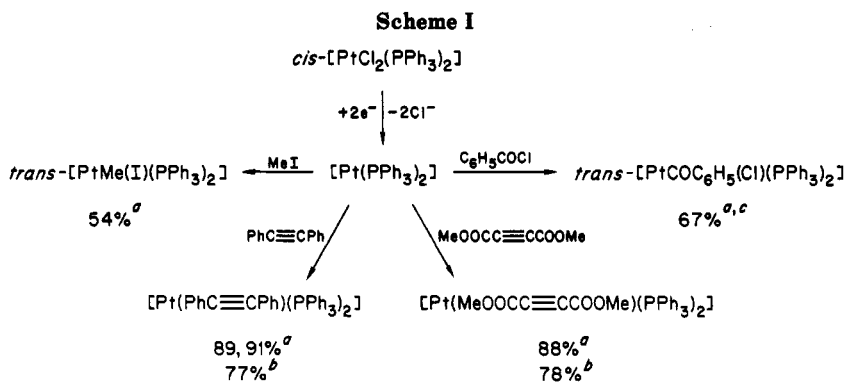 Scheme I
cis-[PtCl₂(PPh₃)₂]
+2e⁻ -2Cl⁻
trans-[PtMe(I)(PPh₃)₂] MeI [Pt(PPh₃)₂] C₆H₅COCl trans-[PtCOC₆H₅(Cl)(PPh₃)₂]
54%ᵃ 67%ᵃ,ᶜ
PhC≡CPh MeOOCC≡CCOOMe
[Pt(PhC≡CPh)(PPh₃)₂] [Pt(MeOOCC≡CCOOMe)(PPh₃)₂]
89, 91%ᵃ 88%ᵃ
77%ᵇ 78%ᵇ